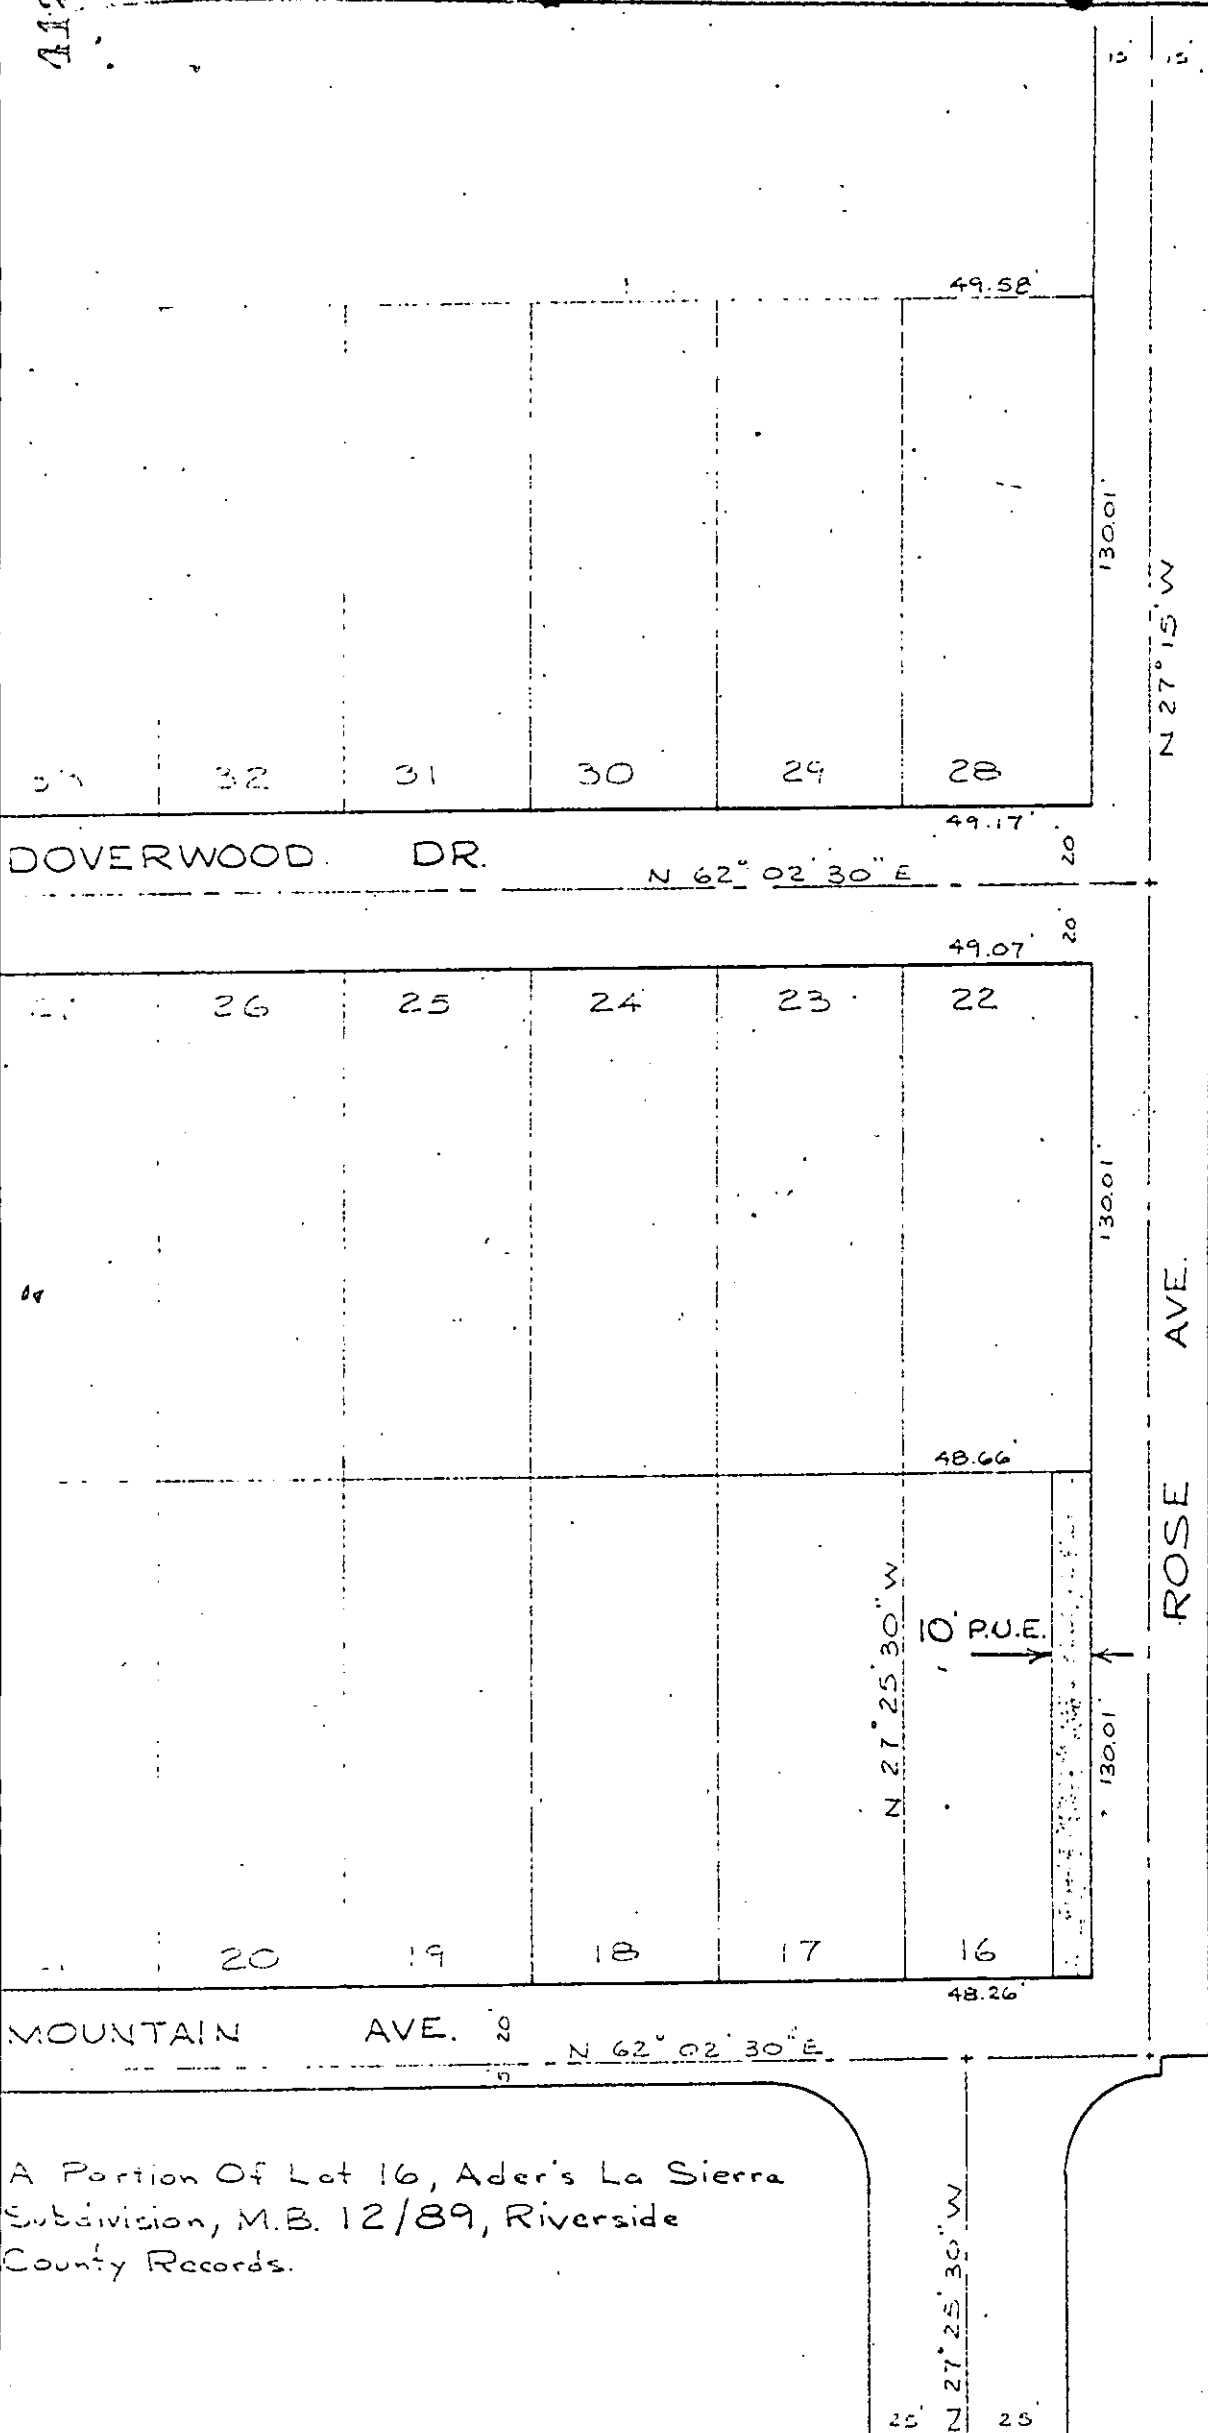 15' 15'
49.58'
130.01'
N 27° 15' W
32 31 30 29 28
49.17'
DOVERWOOD DR.
N 62° 02' 30" E
20'
20'
49.07'
26 25 24 23 22
130.01'
ROSE AVE.
48.66'
N 27° 25' 30" W
10' P.U.E.
130.01'
20 19 18 17 16
48.26'
MOUNTAIN AVE. 20'
N 62° 02' 30" E
A Portion Of Lot 16, Ader's La Sierra
Subdivision, M.B. 12/89, Riverside
County Records.
N 27° 25' 30" W
25' 25'